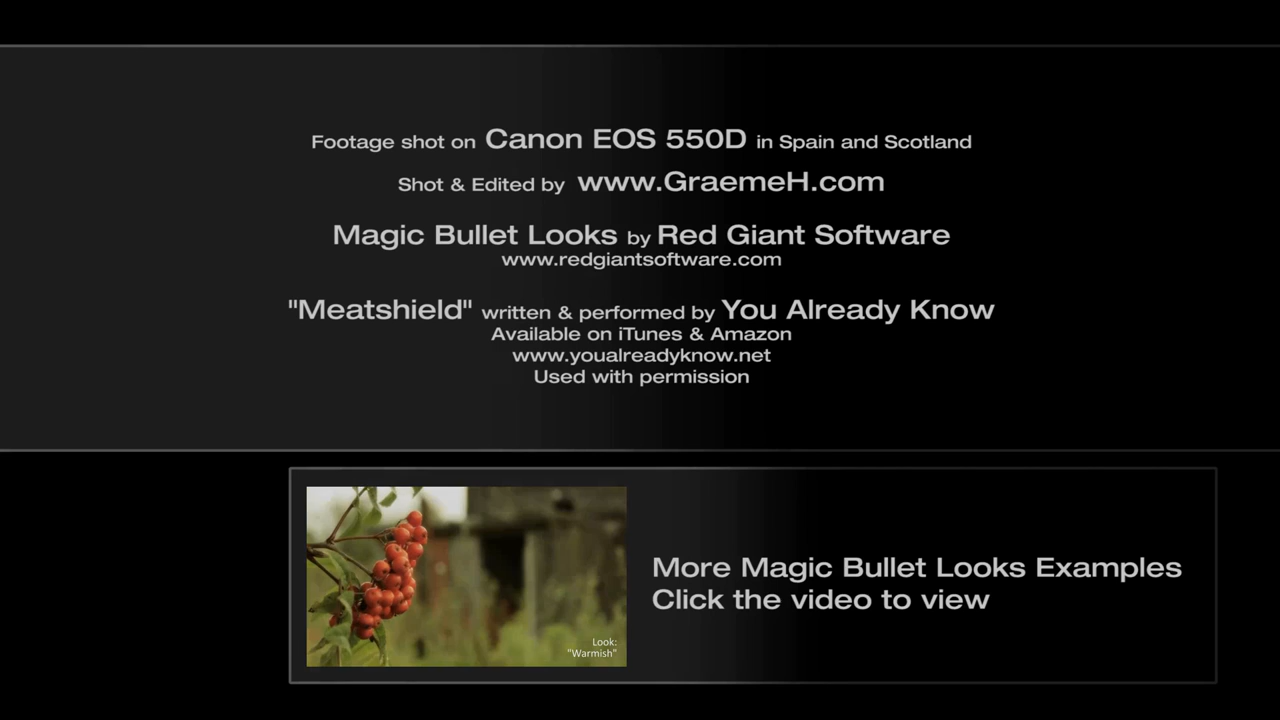 Footage shot on Canon EOS 550D in Spain and Scotland
Shot & Edited by www.GraemeH.com
Magic Bullet Looks by Red Giant Software
www.redgiantsoftware.com
"Meatshield" written & performed by You Already Know
Available on iTunes & Amazon
www.youalreadyknow.net
Used with permission
More Magic Bullet Looks Examples
Click the video to view
Look:
"Warmish"